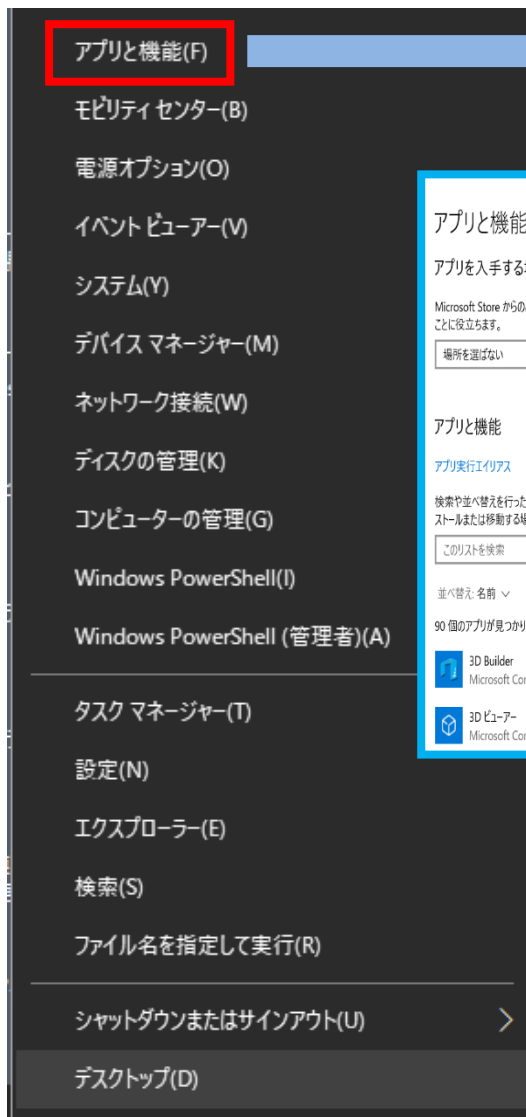 アプリと機能(F)
モビリティ センター(B)
電源オプション(O)
イベント ビューアー(V)
システム(Y)
デバイス マネージャー(M)
ネットワーク接続(W)
ディスクの管理(K)
コンピューターの管理(G)
Windows PowerShell(I)
Windows PowerShell (管理者)(A)
タスク マネージャー(T)
設定(N)
エクスプローラー(E)
検索(S)
ファイル名を指定して実行(R)
シャットダウンまたはサインアウト(U)
デスクトップ(D)
アプリと機能
アプリを入手する
Microsoft Store からの
ことに役立ちます。
場所を選ばない
アプリと機能
アプリ実行エイリアス
検索や並べ替えを行った
ストールまたは移動する
このリストを検索
並べ替え: 名前
90 個のアプリが見つかり
3D Builder
Microsoft Cor
3D ビューアー
Microsoft Cor